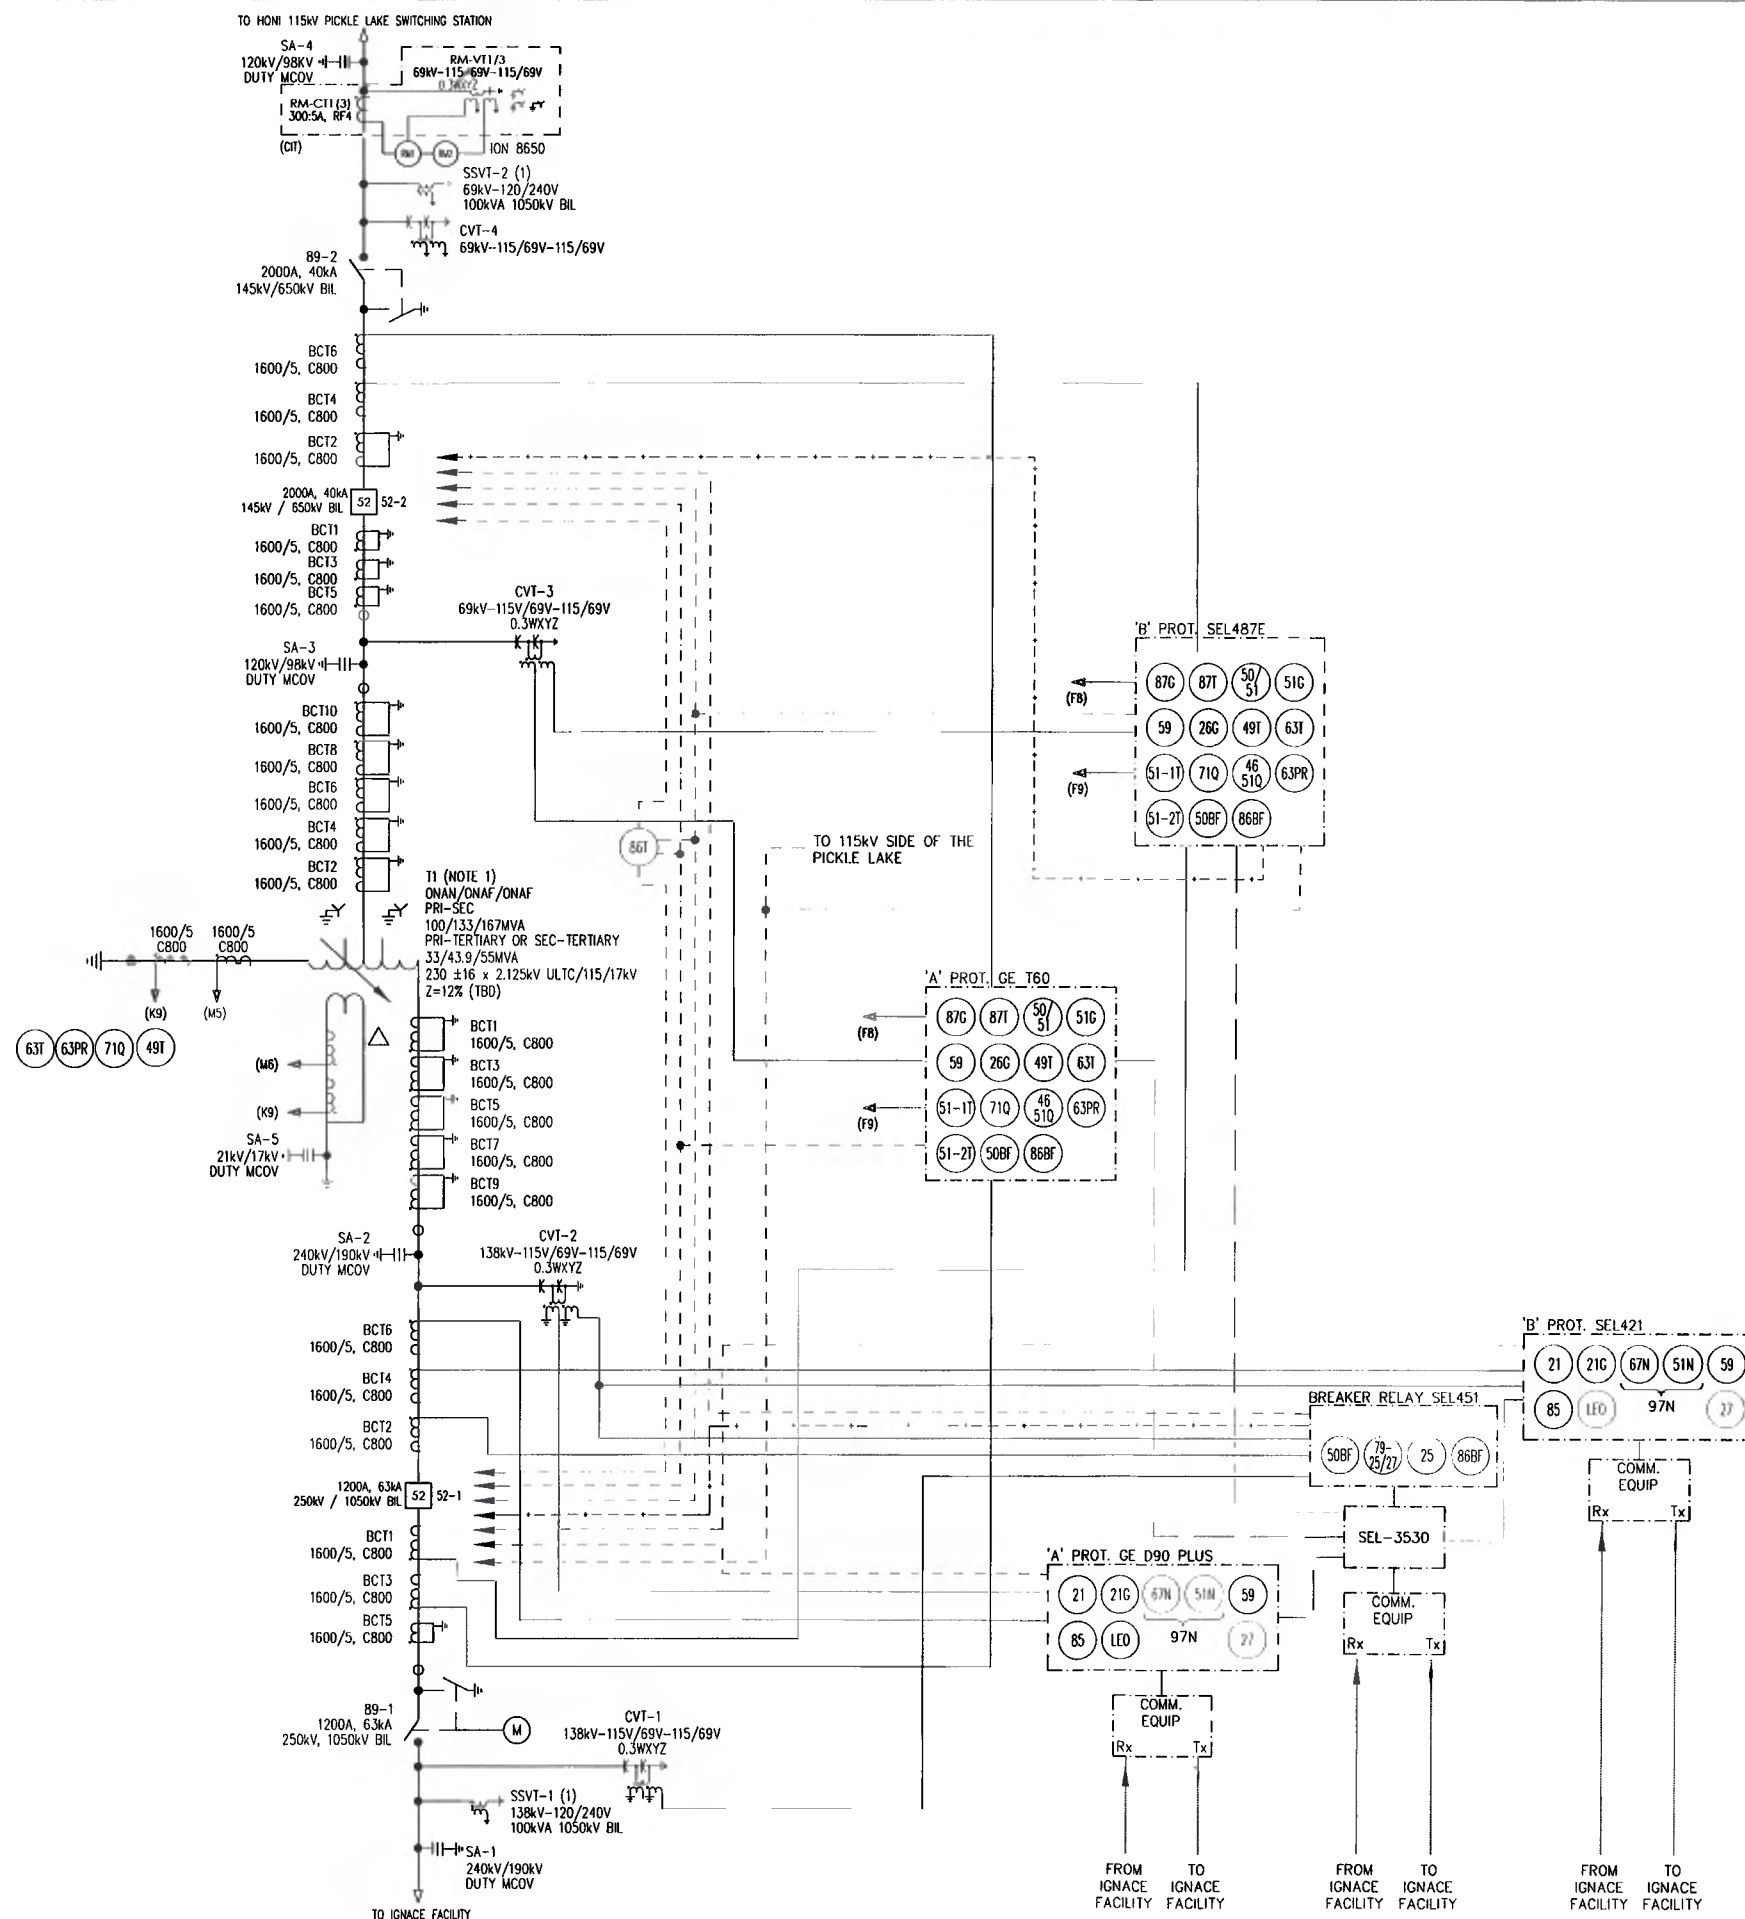 TO HONI 115kV PICKLE LAKE SWITCHING STATION
SA-4
120kV/98KV
DUTY MCOV
RM-VT1/3
69kV-115/69V-115/69V
0.3WXYZ
RM-CT1(3)
300:5A, RF4
(CIT)
RM1
RM2
ION 8650
SSVT-2 (1)
69kV-120/240V
100kVA 1050kV BIL
CVT-4
69kV-115/69V-115/69V
89-2
2000A, 40kA
145kV/650kV BIL
BCT6
1600/5, C800
BCT4
1600/5, C800
BCT2
1600/5, C800
2000A, 40kA
145kV / 650kV BIL
52
52-2
BCT1
1600/5, C800
BCT3
1600/5, C800
BCT5
1600/5, C800
CVT-3
69kV-115V/69V-115/69V
0.3WXYZ
SA-3
120kV/98kV
DUTY MCOV
BCT10
1600/5, C800
BCT8
1600/5, C800
BCT6
1600/5, C800
BCT4
1600/5, C800
BCT2
1600/5, C800
86T
TO 115kV SIDE OF THE
PICKLE LAKE
'B' PROT. SEL487E
87G 87T 50/51 51G
59 26G 49T 63T
51-1T 71Q 46 51Q 63PR
51-2T 50BF 86BF
(F8)
(F9)
T1 (NOTE 1)
ONAN/ONAF/ONAF
PRI-SEC
100/133/167MVA
PRI-TERTIARY OR SEC-TERTIARY
33/43.9/55MVA
230 ±16 x 2.125kV ULTC/115/17kV
Z=12% (TBD)
1600/5
C800
1600/5
C800
(K9)
(M5)
63T 63PR 71Q 49T
(M6)
(K9)
SA-5
21kV/17kV
DUTY MCOV
BCT1
1600/5, C800
BCT3
1600/5, C800
BCT5
1600/5, C800
BCT7
1600/5, C800
BCT9
1600/5, C800
'A' PROT. GE T60
87G 87T 50/51 51G
59 26G 49T 63T
51-1T 71Q 46 51Q 63PR
51-2T 50BF 86BF
(F8)
(F9)
SA-2
240kV/190kV
DUTY MCOV
CVT-2
138kV-115V/69V-115/69V
0.3WXYZ
BCT6
1600/5, C800
BCT4
1600/5, C800
BCT2
1600/5, C800
1200A, 63kA
250kV / 1050kV BIL
52
52-1
BCT1
1600/5, C800
BCT3
1600/5, C800
BCT5
1600/5, C800
89-1
1200A, 63kA
250kV, 1050kV BIL
M
CVT-1
138kV-115V/69V-115/69V
0.3WXYZ
SSVT-1 (1)
138kV-120/240V
100kVA 1050kV BIL
SA-1
240kV/190kV
DUTY MCOV
TO IGNACE FACILITY
'B' PROT. SEL421
21 21G 67N 51N 59
85 LEO 97N 27
COMM.
EQUIP
Rx Tx
BREAKER RELAY SEL451
50BF 79-25/27 25 86BF
SEL-3530
COMM.
EQUIP
Rx Tx
'A' PROT. GE D90 PLUS
21 21G 67N 51N 59
85 LEO 97N 27
COMM.
EQUIP
Rx Tx
FROM
IGNACE
FACILITY
TO
IGNACE
FACILITY
FROM
IGNACE
FACILITY
TO
IGNACE
FACILITY
FROM
IGNACE
FACILITY
TO
IGNACE
FACILITY